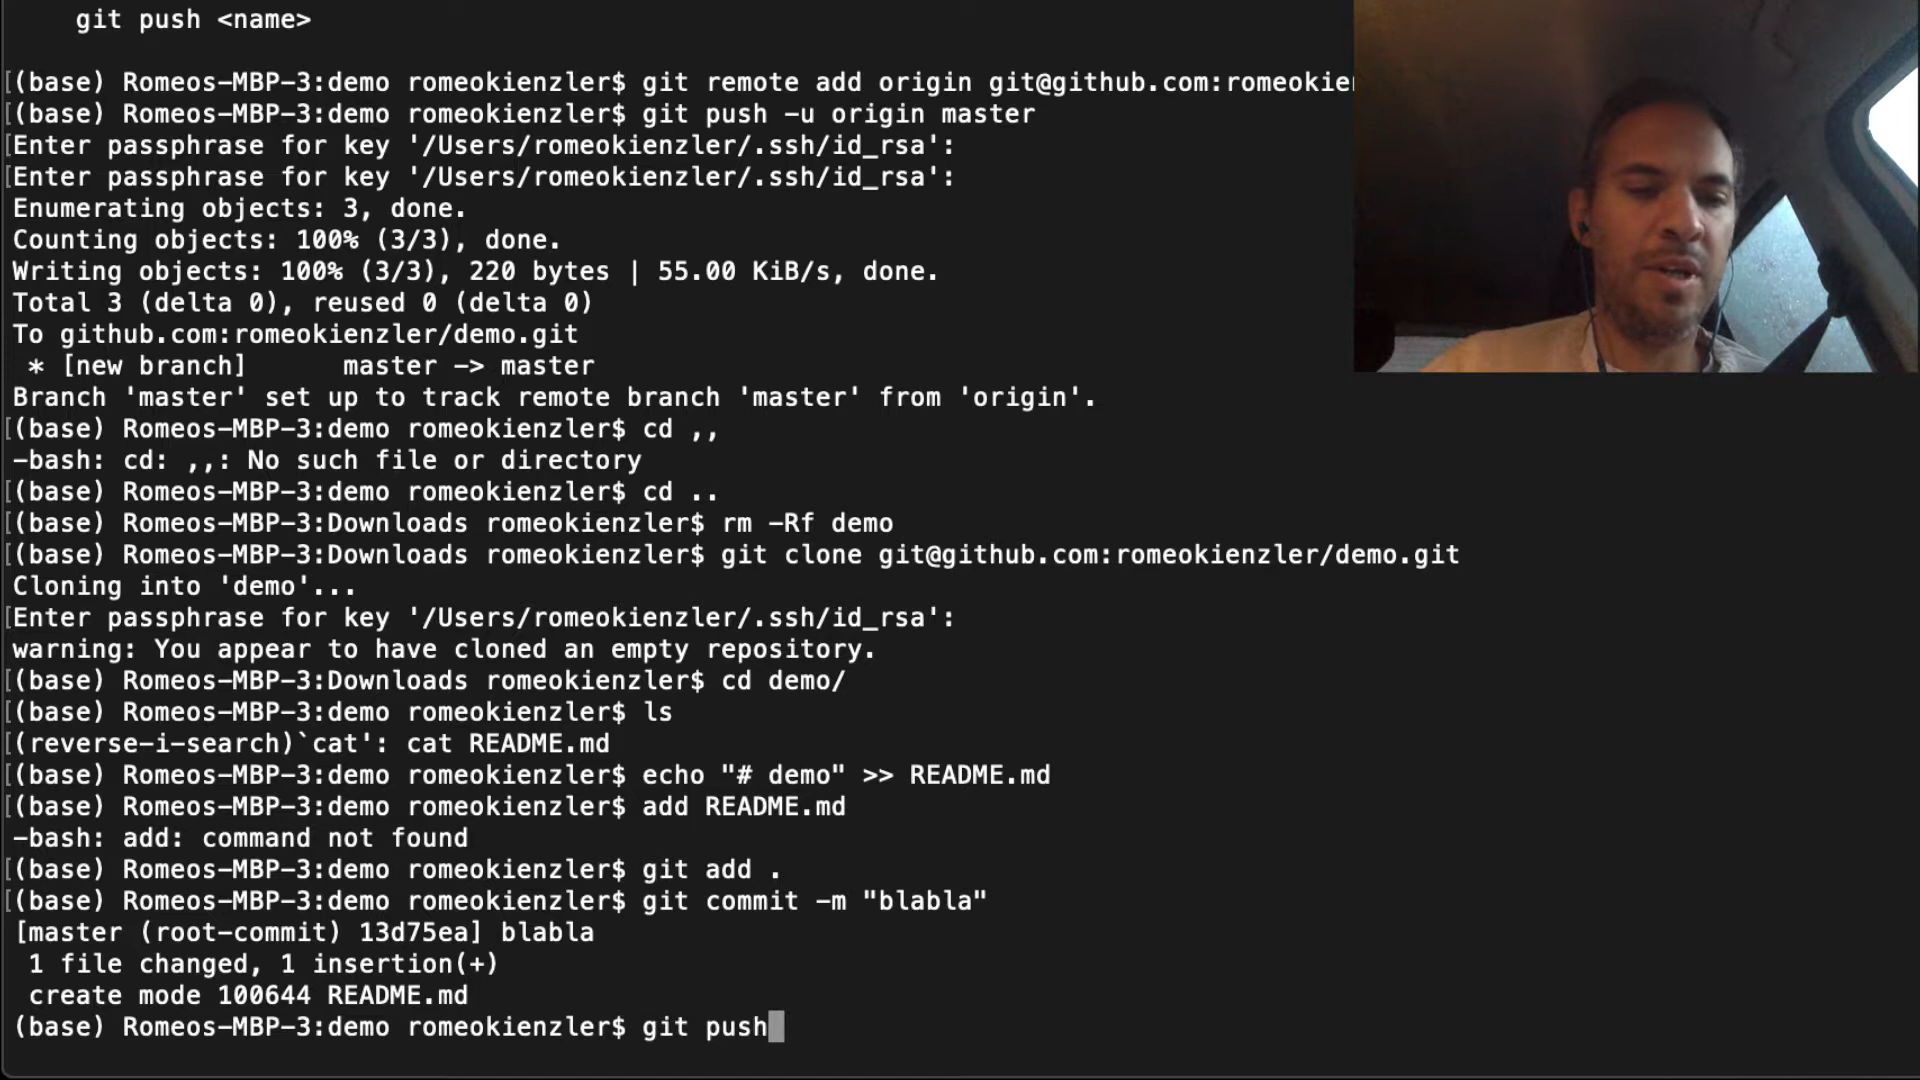 git push <name>
(base) Romeos-MBP-3:demo romeokienzler$ git remote add origin git@github.com:romeokie
(base) Romeos-MBP-3:demo romeokienzler$ git push -u origin master
Enter passphrase for key '/Users/romeokienzler/.ssh/id_rsa':
Enter passphrase for key '/Users/romeokienzler/.ssh/id_rsa':
Enumerating objects: 3, done.
Counting objects: 100% (3/3), done.
Writing objects: 100% (3/3), 220 bytes | 55.00 KiB/s, done.
Total 3 (delta 0), reused 0 (delta 0)
To github.com:romeokienzler/demo.git
 * [new branch]      master -> master
Branch 'master' set up to track remote branch 'master' from 'origin'.
(base) Romeos-MBP-3:demo romeokienzler$ cd ,,
-bash: cd: ,,: No such file or directory
(base) Romeos-MBP-3:demo romeokienzler$ cd ..
(base) Romeos-MBP-3:Downloads romeokienzler$ rm -Rf demo
(base) Romeos-MBP-3:Downloads romeokienzler$ git clone git@github.com:romeokienzler/demo.git
Cloning into 'demo'...
Enter passphrase for key '/Users/romeokienzler/.ssh/id_rsa':
warning: You appear to have cloned an empty repository.
(base) Romeos-MBP-3:Downloads romeokienzler$ cd demo/
(base) Romeos-MBP-3:demo romeokienzler$ ls
(reverse-i-search)`cat': cat README.md
(base) Romeos-MBP-3:demo romeokienzler$ echo "# demo" >> README.md
(base) Romeos-MBP-3:demo romeokienzler$ add README.md
-bash: add: command not found
(base) Romeos-MBP-3:demo romeokienzler$ git add .
(base) Romeos-MBP-3:demo romeokienzler$ git commit -m "blabla"
[master (root-commit) 13d75ea] blabla
 1 file changed, 1 insertion(+)
 create mode 100644 README.md
(base) Romeos-MBP-3:demo romeokienzler$ git push